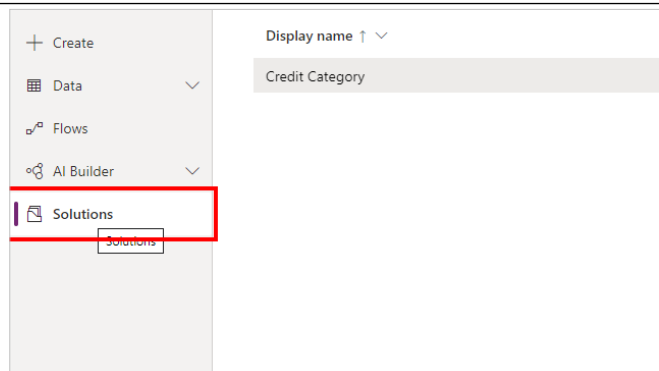 Create
Data
Flows
AI Builder
Solutions
Solutions
Display name ↑
Credit Category